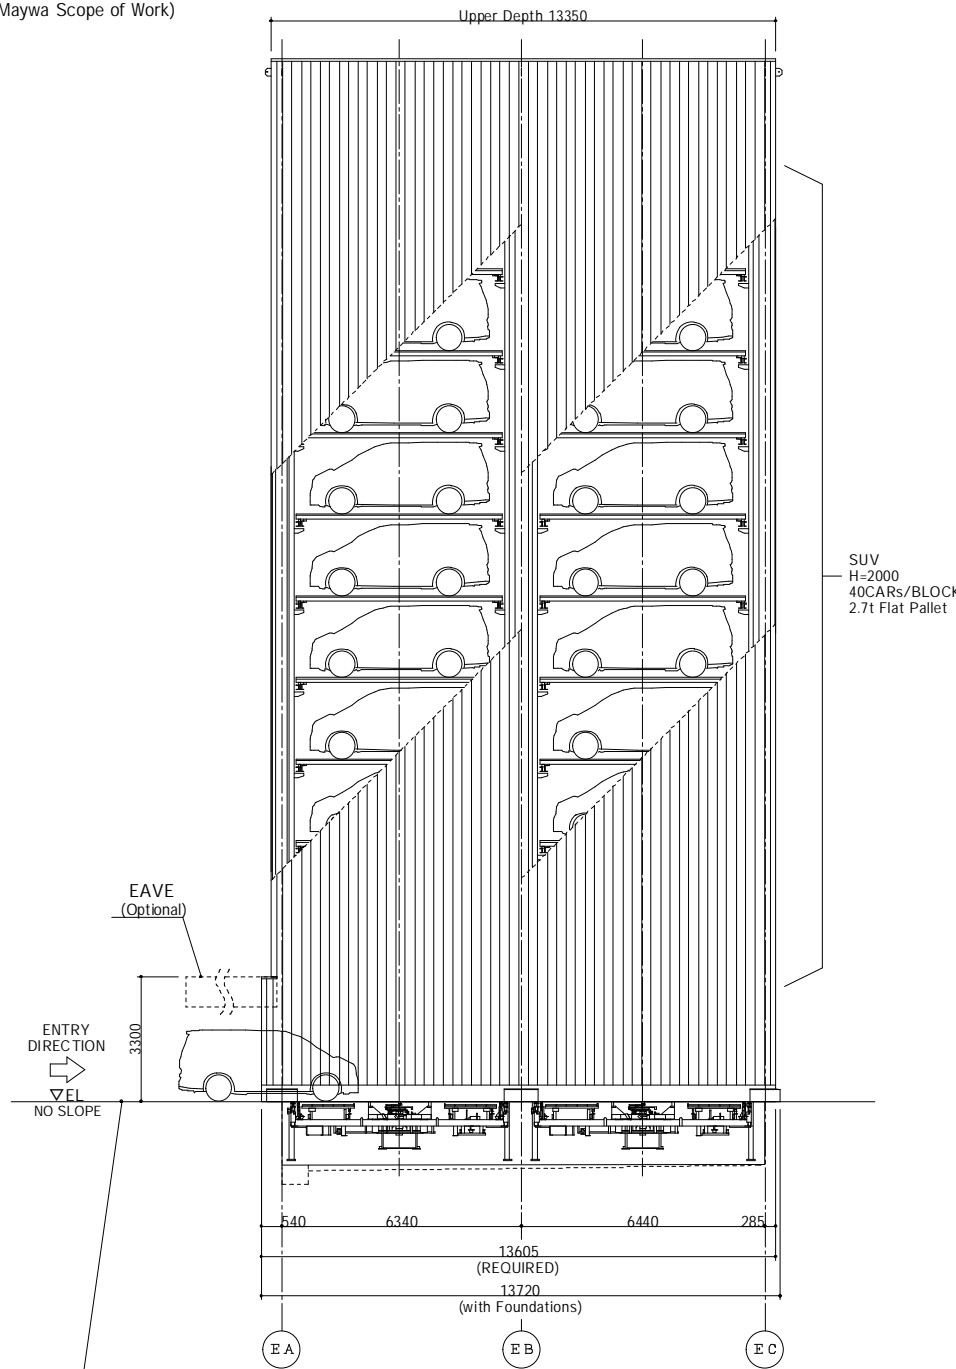 Maywa Scope of Work)
Upper Depth 13350
SUV
H=2000
40CARs/BLOCK
2.7t Flat Pallet
EAVE
(Optional)
3300
ENTRY
DIRECTION
▽EL
NO SLOPE
540
6340
6440
285
13605
(REQUIRED)
13720
(with Foundations)
EA
EB
EC